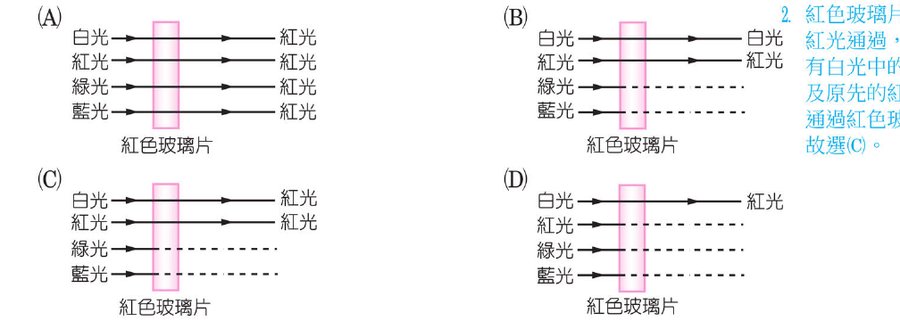 (A)
白光 紅光
紅光 紅光
綠光 紅光
藍光 紅光
紅色玻璃片
(B)
白光 白光
紅光 紅光
綠光
藍光
紅色玻璃片
2. 紅色玻璃片
紅光通過，
有白光中的
及原先的紅
通過紅色玻
故選(C)。
(C)
白光 紅光
紅光 紅光
綠光
藍光
紅色玻璃片
(D)
白光 紅光
紅光
綠光
藍光
紅色玻璃片